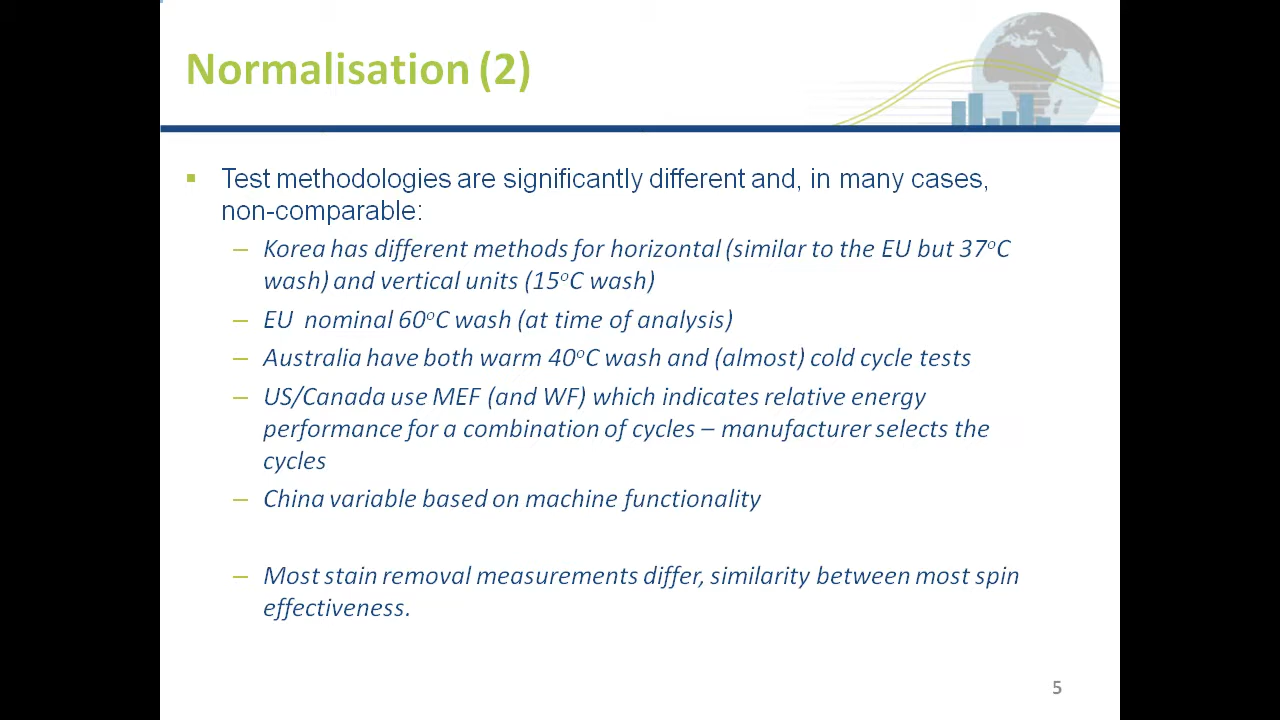 Normalisation (2)
Test methodologies are significantly different and, in many cases,
non-comparable:
– Korea has different methods for horizontal (similar to the EU but 37ºC
wash) and vertical units (15ºC wash)
– EU nominal 60ºC wash (at time of analysis)
– Australia have both warm 40ºC wash and (almost) cold cycle tests
– US/Canada use MEF (and WF) which indicates relative energy
performance for a combination of cycles – manufacturer selects the
cycles
– China variable based on machine functionality
– Most stain removal measurements differ, similarity between most spin
effectiveness.
5